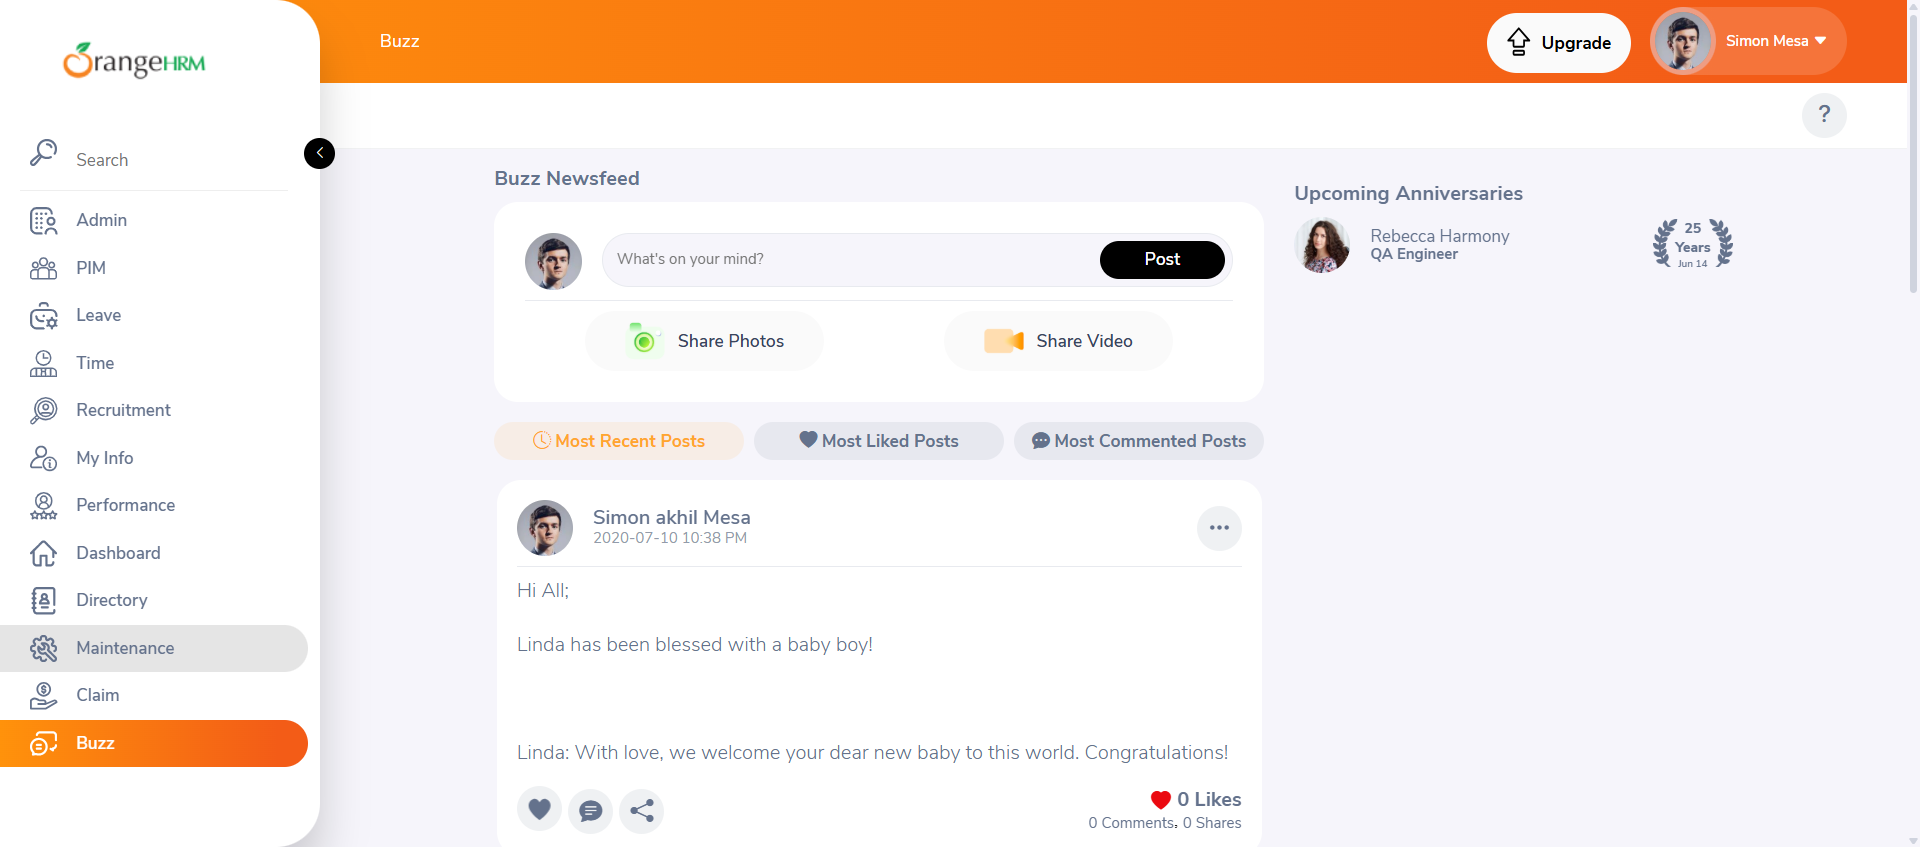 OrangeHRM
Search
Admin
PIM
Leave
Time
Recruitment
My Info
Performance
Dashboard
Directory
Maintenance
Claim
Buzz
Buzz
Upgrade
Simon Mesa
?
Buzz Newsfeed
What's on your mind?
Post
Share Photos
Share Video
Most Recent Posts
Most Liked Posts
Most Commented Posts
Simon akhil Mesa
2020-07-10 10:38 PM
Hi All;
Linda has been blessed with a baby boy!
Linda: With love, we welcome your dear new baby to this world. Congratulations!
0 Likes
0 Comments, 0 Shares
Upcoming Anniversaries
Rebecca Harmony
QA Engineer
25
Years
Jun 14